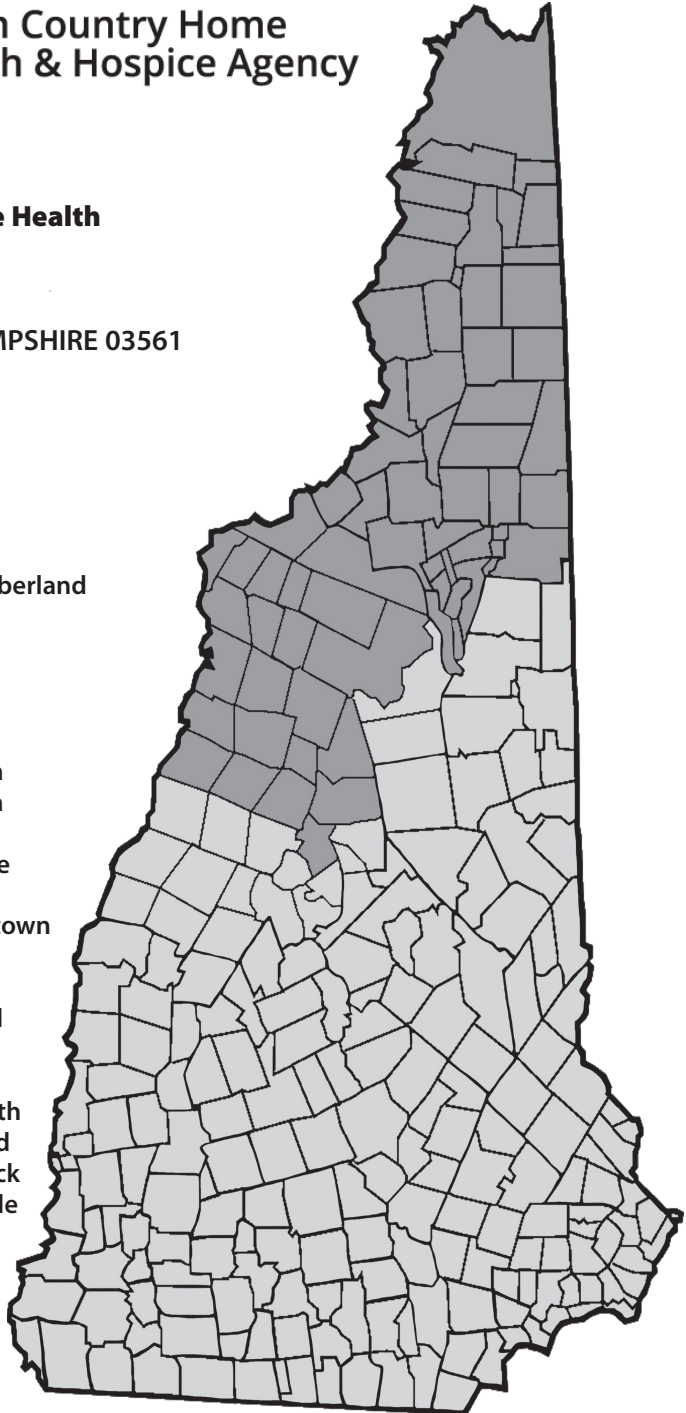 n Country Home
h & Hospice Agency
e Health
MPSHIRE 03561
berland
n
n
e
town
l
th
d
ck
le